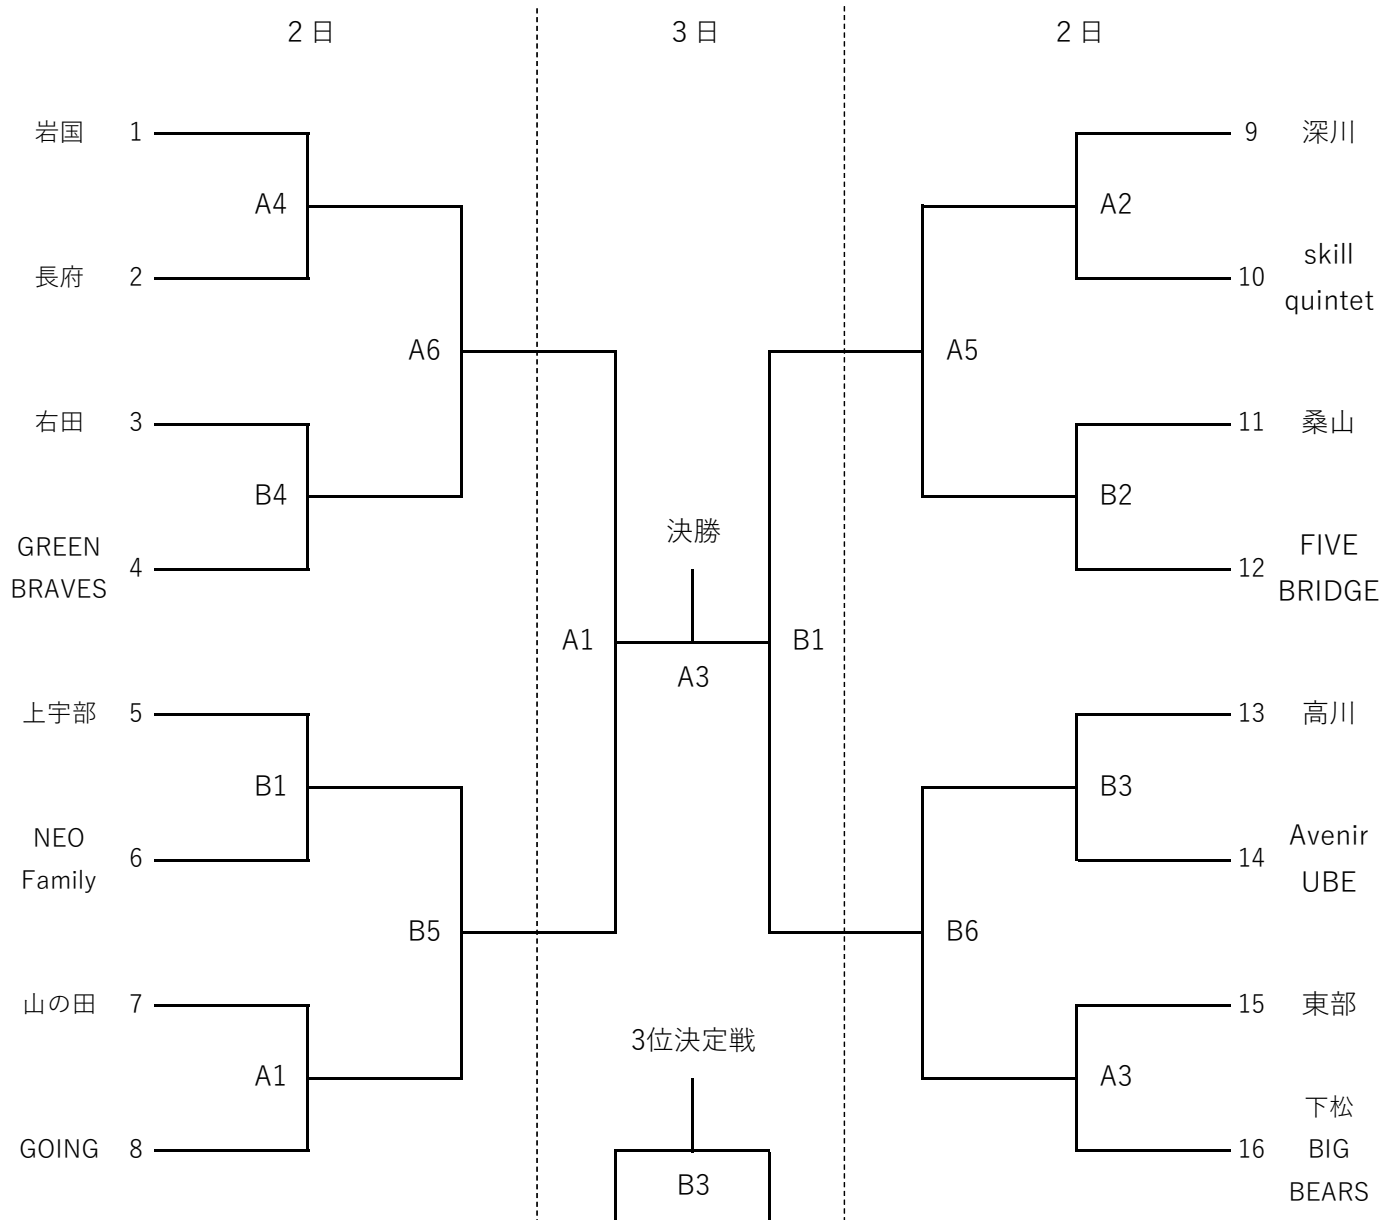 2日
3日
2日
岩国 1
A4
長府 2
A6
右田 3
B4
GREEN
BRAVES 4
上宇部 5
B1
NEO
Family 6
B5
山の田 7
A1
GOING 8
A1
決勝
A3
B1
3位決定戦
B3
9 深川
A2
10 skill
quintet
A5
11 桑山
B2
12 FIVE
BRIDGE
13 高川
B3
14 Avenir
UBE
B6
15 東部
A3
下松
16 BIG
BEARS